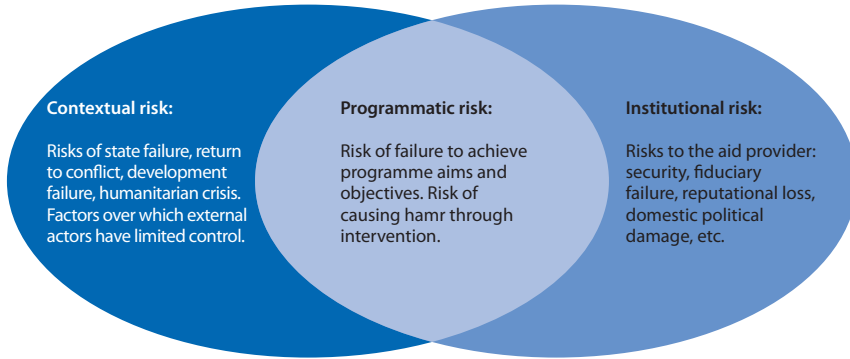 Contextual risk:
Risks of state failure, return
to conflict, development
failure, humanitarian crisis.
Factors over which external
actors have limited control.
Programmatic risk:
Risk of failure to achieve
programme aims and
objectives. Risk of
causing hamr through
intervention.
Institutional risk:
Risks to the aid provider:
security, fiduciary
failure, reputational loss,
domestic political
damage, etc.